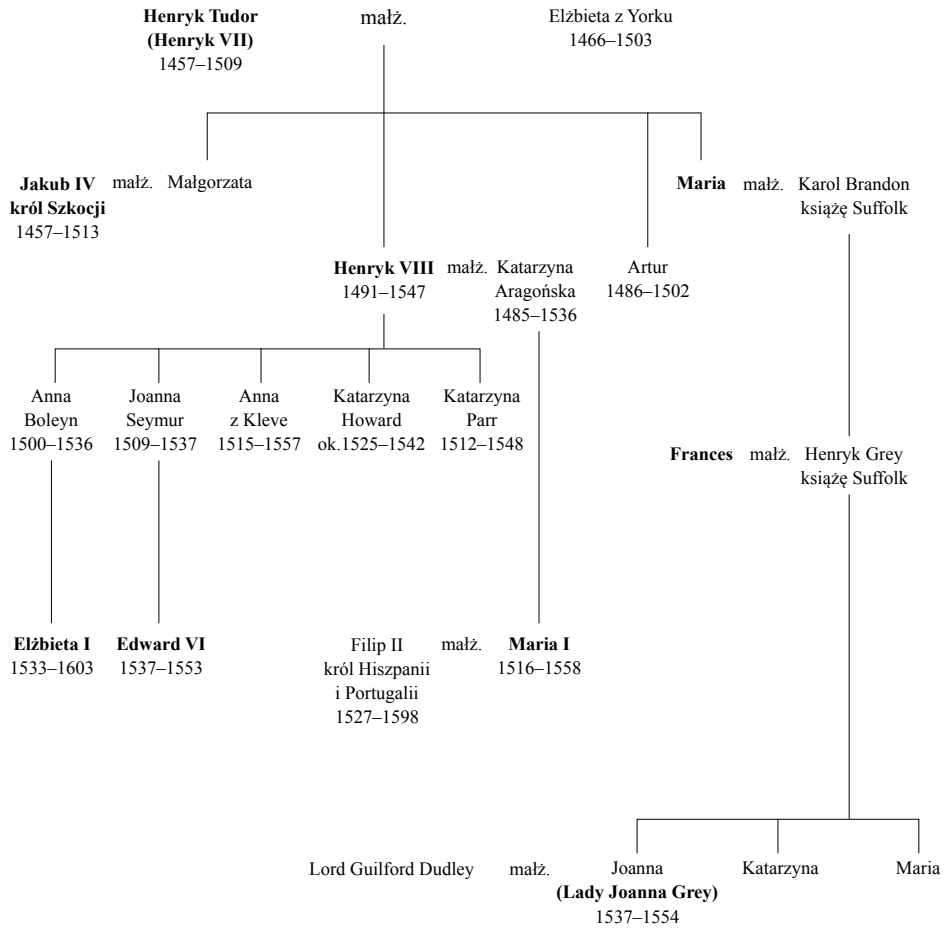 Henryk Tudor
(Henryk VII)
1457–1509
małż.
Elżbieta z Yorku
1466–1503
Jakub IV
król Szkocji
1457–1513
małż.
Małgorzata
Maria
małż.
Karol Brandon
książę Suffolk
Henryk VIII
1491–1547
małż.
Katarzyna
Aragońska
1485–1536
Artur
1486–1502
Anna
Boleyn
1500–1536
Joanna
Seymur
1509–1537
Anna
z Kleve
1515–1557
Katarzyna
Howard
ok.1525–1542
Katarzyna
Parr
1512–1548
Frances
małż.
Henryk Grey
książę Suffolk
Elżbieta I
1533–1603
Edward VI
1537–1553
Filip II
król Hiszpanii
i Portugalii
1527–1598
małż.
Maria I
1516–1558
Lord Guilford Dudley
małż.
Joanna
(Lady Joanna Grey)
1537–1554
Katarzyna
Maria